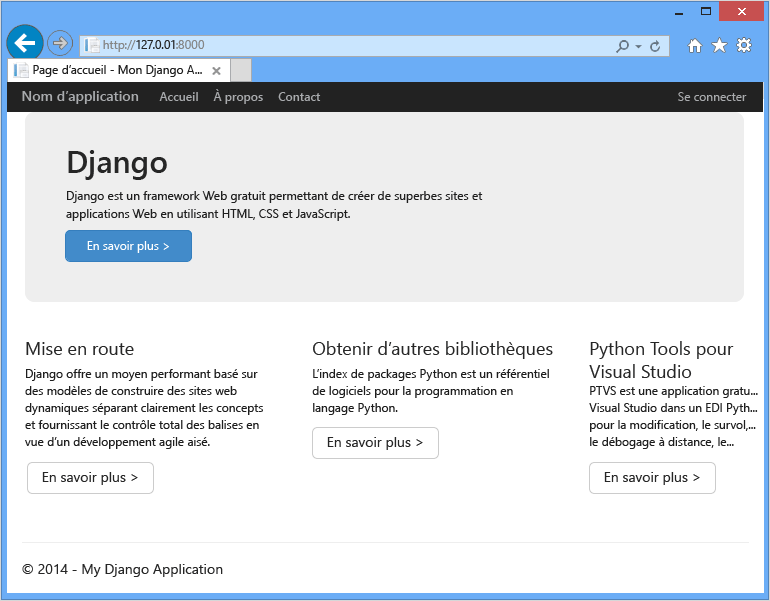 http://127.0.01:8000
Page d'accueil - Mon Django A...
Nom d'application Accueil À propos Contact Se connecter
Django
Django est un framework Web gratuit permettant de créer de superbes sites et
applications Web en utilisant HTML, CSS et JavaScript.
En savoir plus >
Mise en route
Django offre un moyen performant basé sur
des modèles de construire des sites web
dynamiques séparant clairement les concepts
et fournissant le contrôle total des balises en
vue d'un développement agile aisé.
En savoir plus >
Obtenir d'autres bibliothèques
L'index de packages Python est un référentiel
de logiciels pour la programmation en
langage Python.
En savoir plus >
Python Tools pour
Visual Studio
PTVS est une application gratu...
Visual Studio dans un EDI Pyth...
pour la modification, le survol,...
le débogage à distance, le...
En savoir plus >
© 2014 - My Django Application